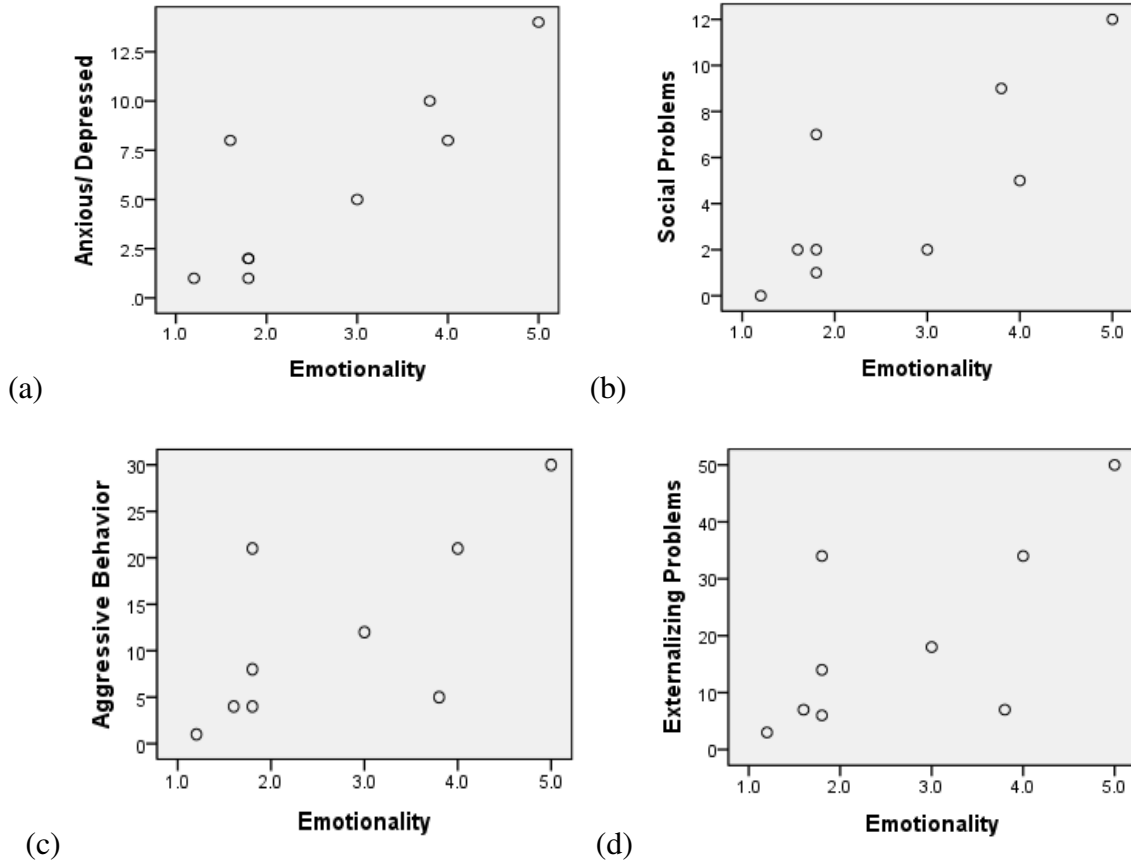 12.5
10.0
7.5
5.0
2.5
.0
Anxious/ Depressed
1.0 2.0 3.0 4.0 5.0
Emotionality
(a)
12
10
8
6
4
2
0
Social Problems
1.0 2.0 3.0 4.0 5.0
Emotionality
(b)
30
25
20
15
10
5
0
Aggressive Behavior
1.0 2.0 3.0 4.0 5.0
Emotionality
(c)
50
40
30
20
10
0
Externalizing Problems
1.0 2.0 3.0 4.0 5.0
Emotionality
(d)